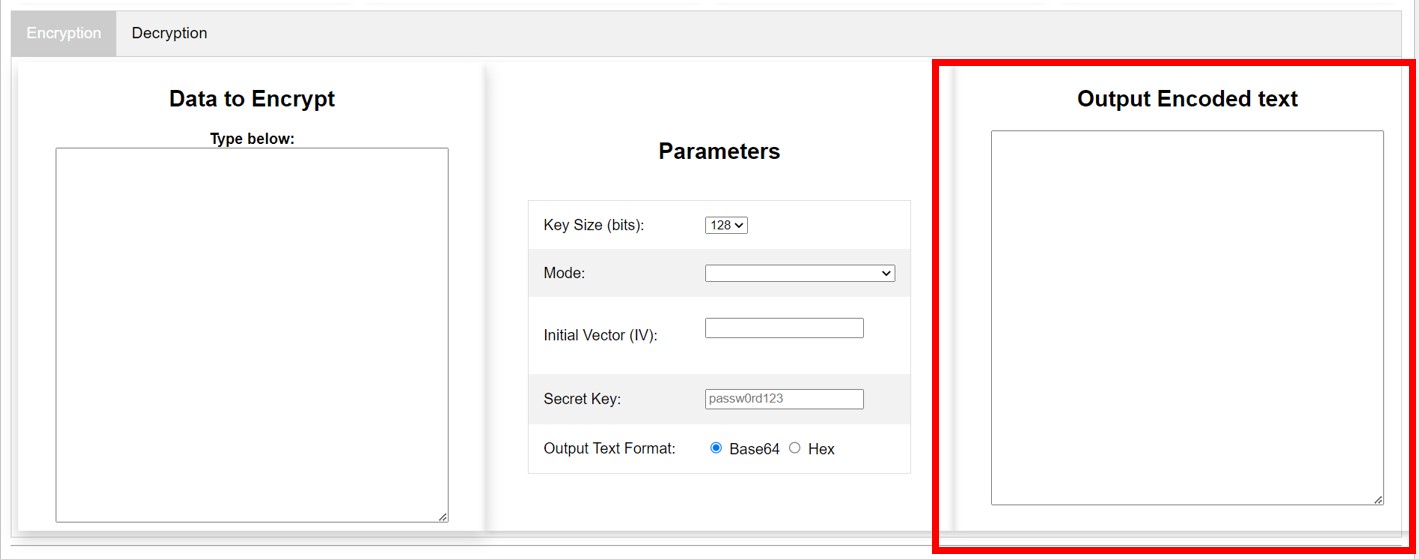 Encryption Decryption
Data to Encrypt
Type below:
Parameters
Key Size (bits): 128
Mode:
Initial Vector (IV):
Secret Key: passw0rd123
Output Text Format: Base64 Hex
Output Encoded text